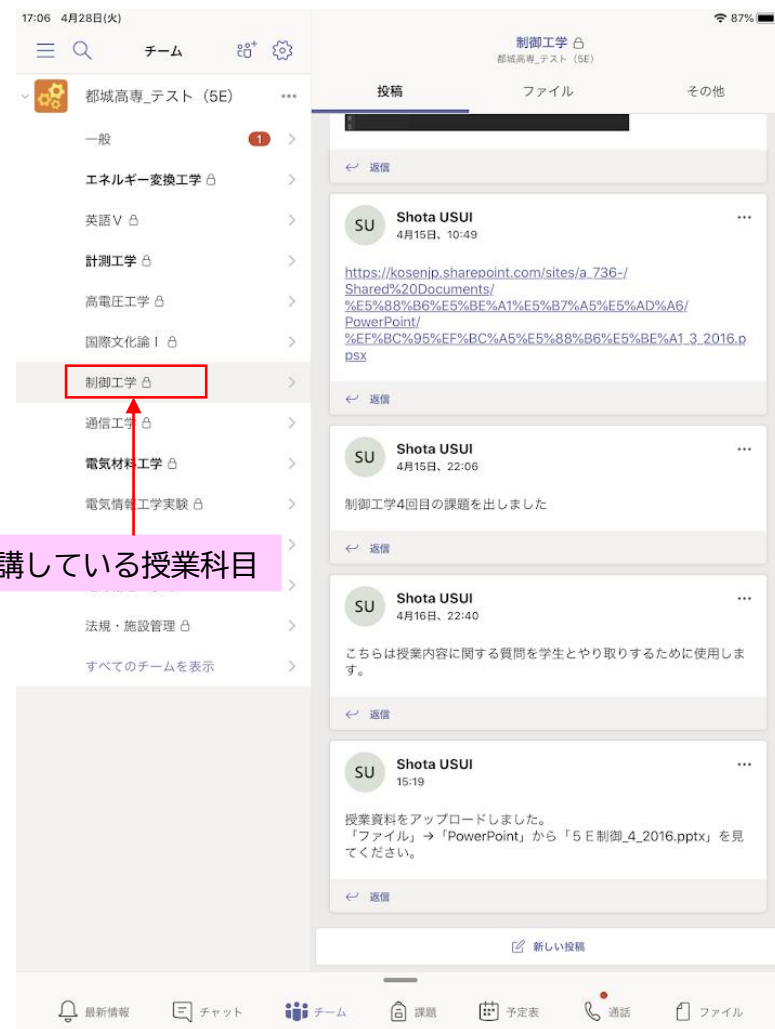 17:06 4月28日(火)
87%
チーム
制御工学
都城高専_テスト（5E）
都城高専_テスト（5E）
投稿
ファイル
その他
一般
1
エネルギー変換工学
英語Ⅴ
計測工学
高電圧工学
国際文化論Ⅰ
制御工学
通信工学
電気材料工学
電気情報工学実験
講している授業科目
法規・施設管理
すべてのチームを表示
返信
SU
Shota USUI
4月15日、10:49
https://kosenjp.sharepoint.com/sites/a_736-/
Shared%20Documents/
%E5%88%B6%E5%BE%A1%E5%B7%A5%E5%AD%A6/
PowerPoint/
%EF%BC%95%EF%BC%A5%E5%88%B6%E5%BE%A1_3_2016.p
psx
返信
SU
Shota USUI
4月15日、22:06
制御工学4回目の課題を出しました
返信
SU
Shota USUI
4月16日、22:40
こちらは授業内容に関する質問を学生とやり取りするために使用しま
す。
返信
SU
Shota USUI
15:19
授業資料をアップロードしました。
「ファイル」→「PowerPoint」から「５Ｅ制御_4_2016.pptx」を見
てください。
返信
新しい投稿
最新情報
チャット
チーム
課題
予定表
通話
ファイル